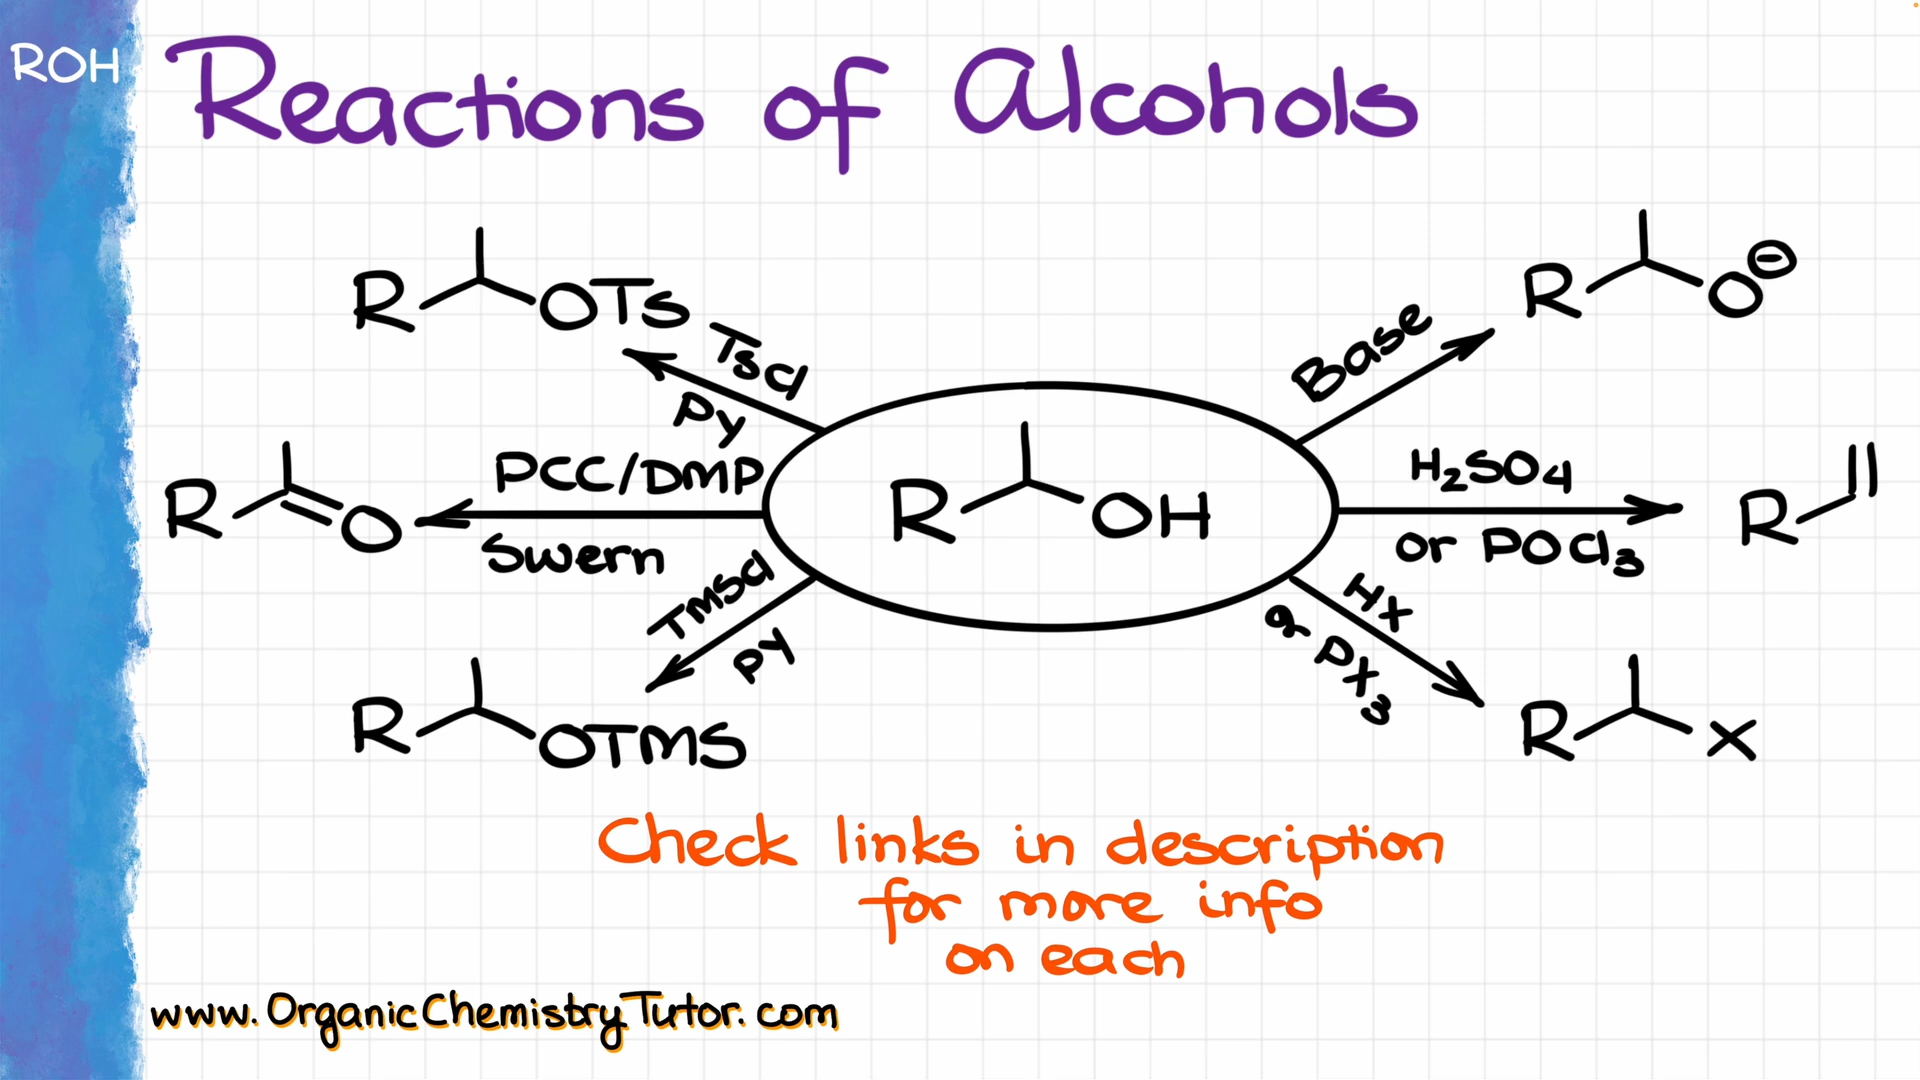 ROH
Reactions of Alcohols
R OTs
TsCl
Py
R O⊖
Base
PCC/DMP
Swern
R O
R OH
H₂SO₄
or POCl₃
R
TMSCl
PY
R OTMS
HX
or PX₃
R X
Check links in description
for more info
on each
www.OrganicChemistryTutor.com